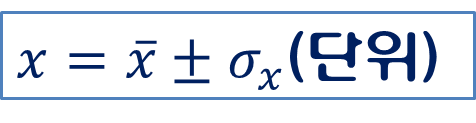 x = x̄ ± σₓ(단위)